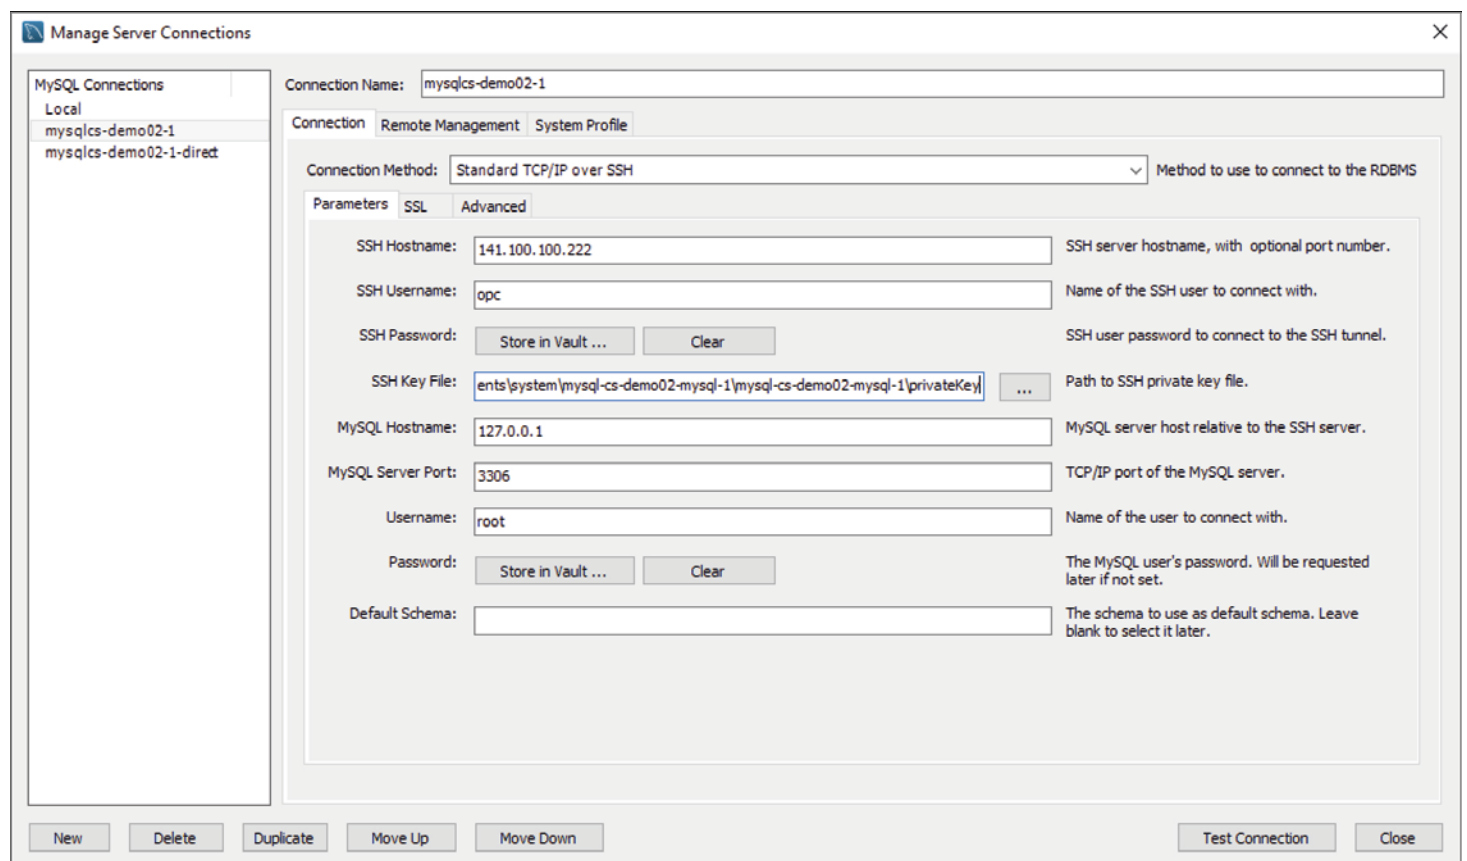 Manage Server Connections
MySQL Connections
Local
mysqlcs-demo02-1
mysqlcs-demo02-1-direct
Connection Name: mysqlcs-demo02-1
Connection Remote Management System Profile
Connection Method: Standard TCP/IP over SSH Method to use to connect to the RDBMS
Parameters SSL Advanced
SSH Hostname: 141.100.100.222 SSH server hostname, with optional port number.
SSH Username: opc Name of the SSH user to connect with.
SSH Password: Store in Vault ... Clear SSH user password to connect to the SSH tunnel.
SSH Key File: ents\system\mysql-cs-demo02-mysql-1\mysql-cs-demo02-mysql-1\privateKey ... Path to SSH private key file.
MySQL Hostname: 127.0.0.1 MySQL server host relative to the SSH server.
MySQL Server Port: 3306 TCP/IP port of the MySQL server.
Username: root Name of the user to connect with.
Password: Store in Vault ... Clear The MySQL user's password. Will be requested
later if not set.
Default Schema: The schema to use as default schema. Leave
blank to select it later.
New Delete Duplicate Move Up Move Down Test Connection Close